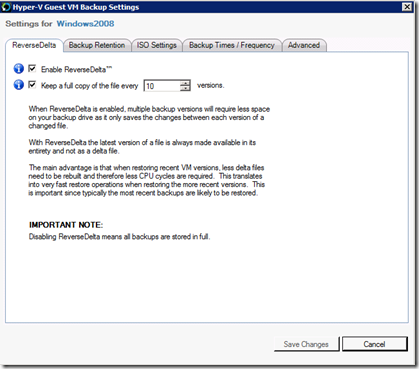 Hyper-V Guest VM Backup Settings
Settings for Windows2008
ReverseDelta Backup Retention ISO Settings Backup Times / Frequency Advanced
Enable ReverseDelta™
Keep a full copy of the file every 10 versions.
When ReverseDelta is enabled, multiple backup versions will require less space
on your backup drive as it only saves the changes between each version of a
changed file.
With ReverseDelta the latest version of a file is always made available in its
entirety and not as a delta file.
The main advantage is that when restoring recent VM versions, less delta files
need to be rebuilt and therefore less CPU cycles are required. This translates
into very fast restore operations when restoring the more recent versions. This
is important since typically the most recent backups are likely to be restored.
IMPORTANT NOTE:
Disabling ReverseDelta means all backups are stored in full.
Save Changes Cancel